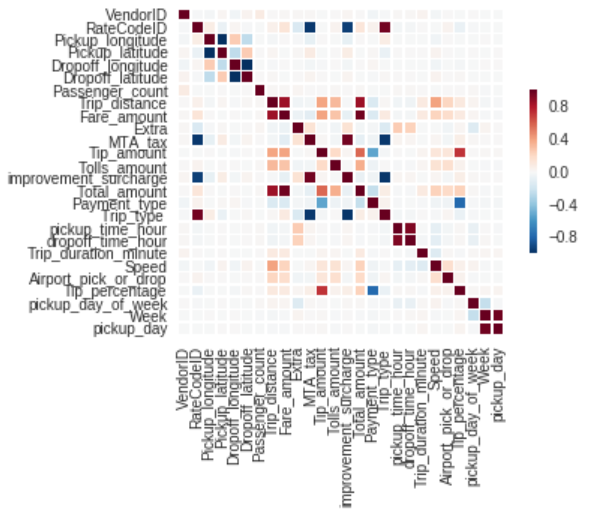 VendorID
RateCodeID
Pickup_longitude
Pickup_latitude
Dropoff_longitude
Dropoff_latitude
Passenger_count
Trip_distance
Fare_amount
Extra
MTA_tax
Tip_amount
Tolls_amount
improvement_surcharge
Total_amount
Payment_type
Trip_type
pickup_time_hour
dropoff_time_hour
Trip_duration_minute
Speed
Airport_pick_or_drop
Tip_percentage
pickup_day_of_week
Week
pickup_day
0.8
0.4
0.0
−0.4
−0.8
VendorID
RateCodeID
Pickup_longitude
Pickup_latitude
Dropoff_longitude
Dropoff_latitude
Passenger_count
Trip_distance
Fare_amount
Extra
MTA_tax
Tip_amount
Tolls_amount
improvement_surcharge
Total_amount
Payment_type
Trip_type
pickup_time_hour
dropoff_time_hour
Trip_duration_minute
Speed
Airport_pick_or_drop
Tip_percentage
pickup_day_of_week
Week
pickup_day